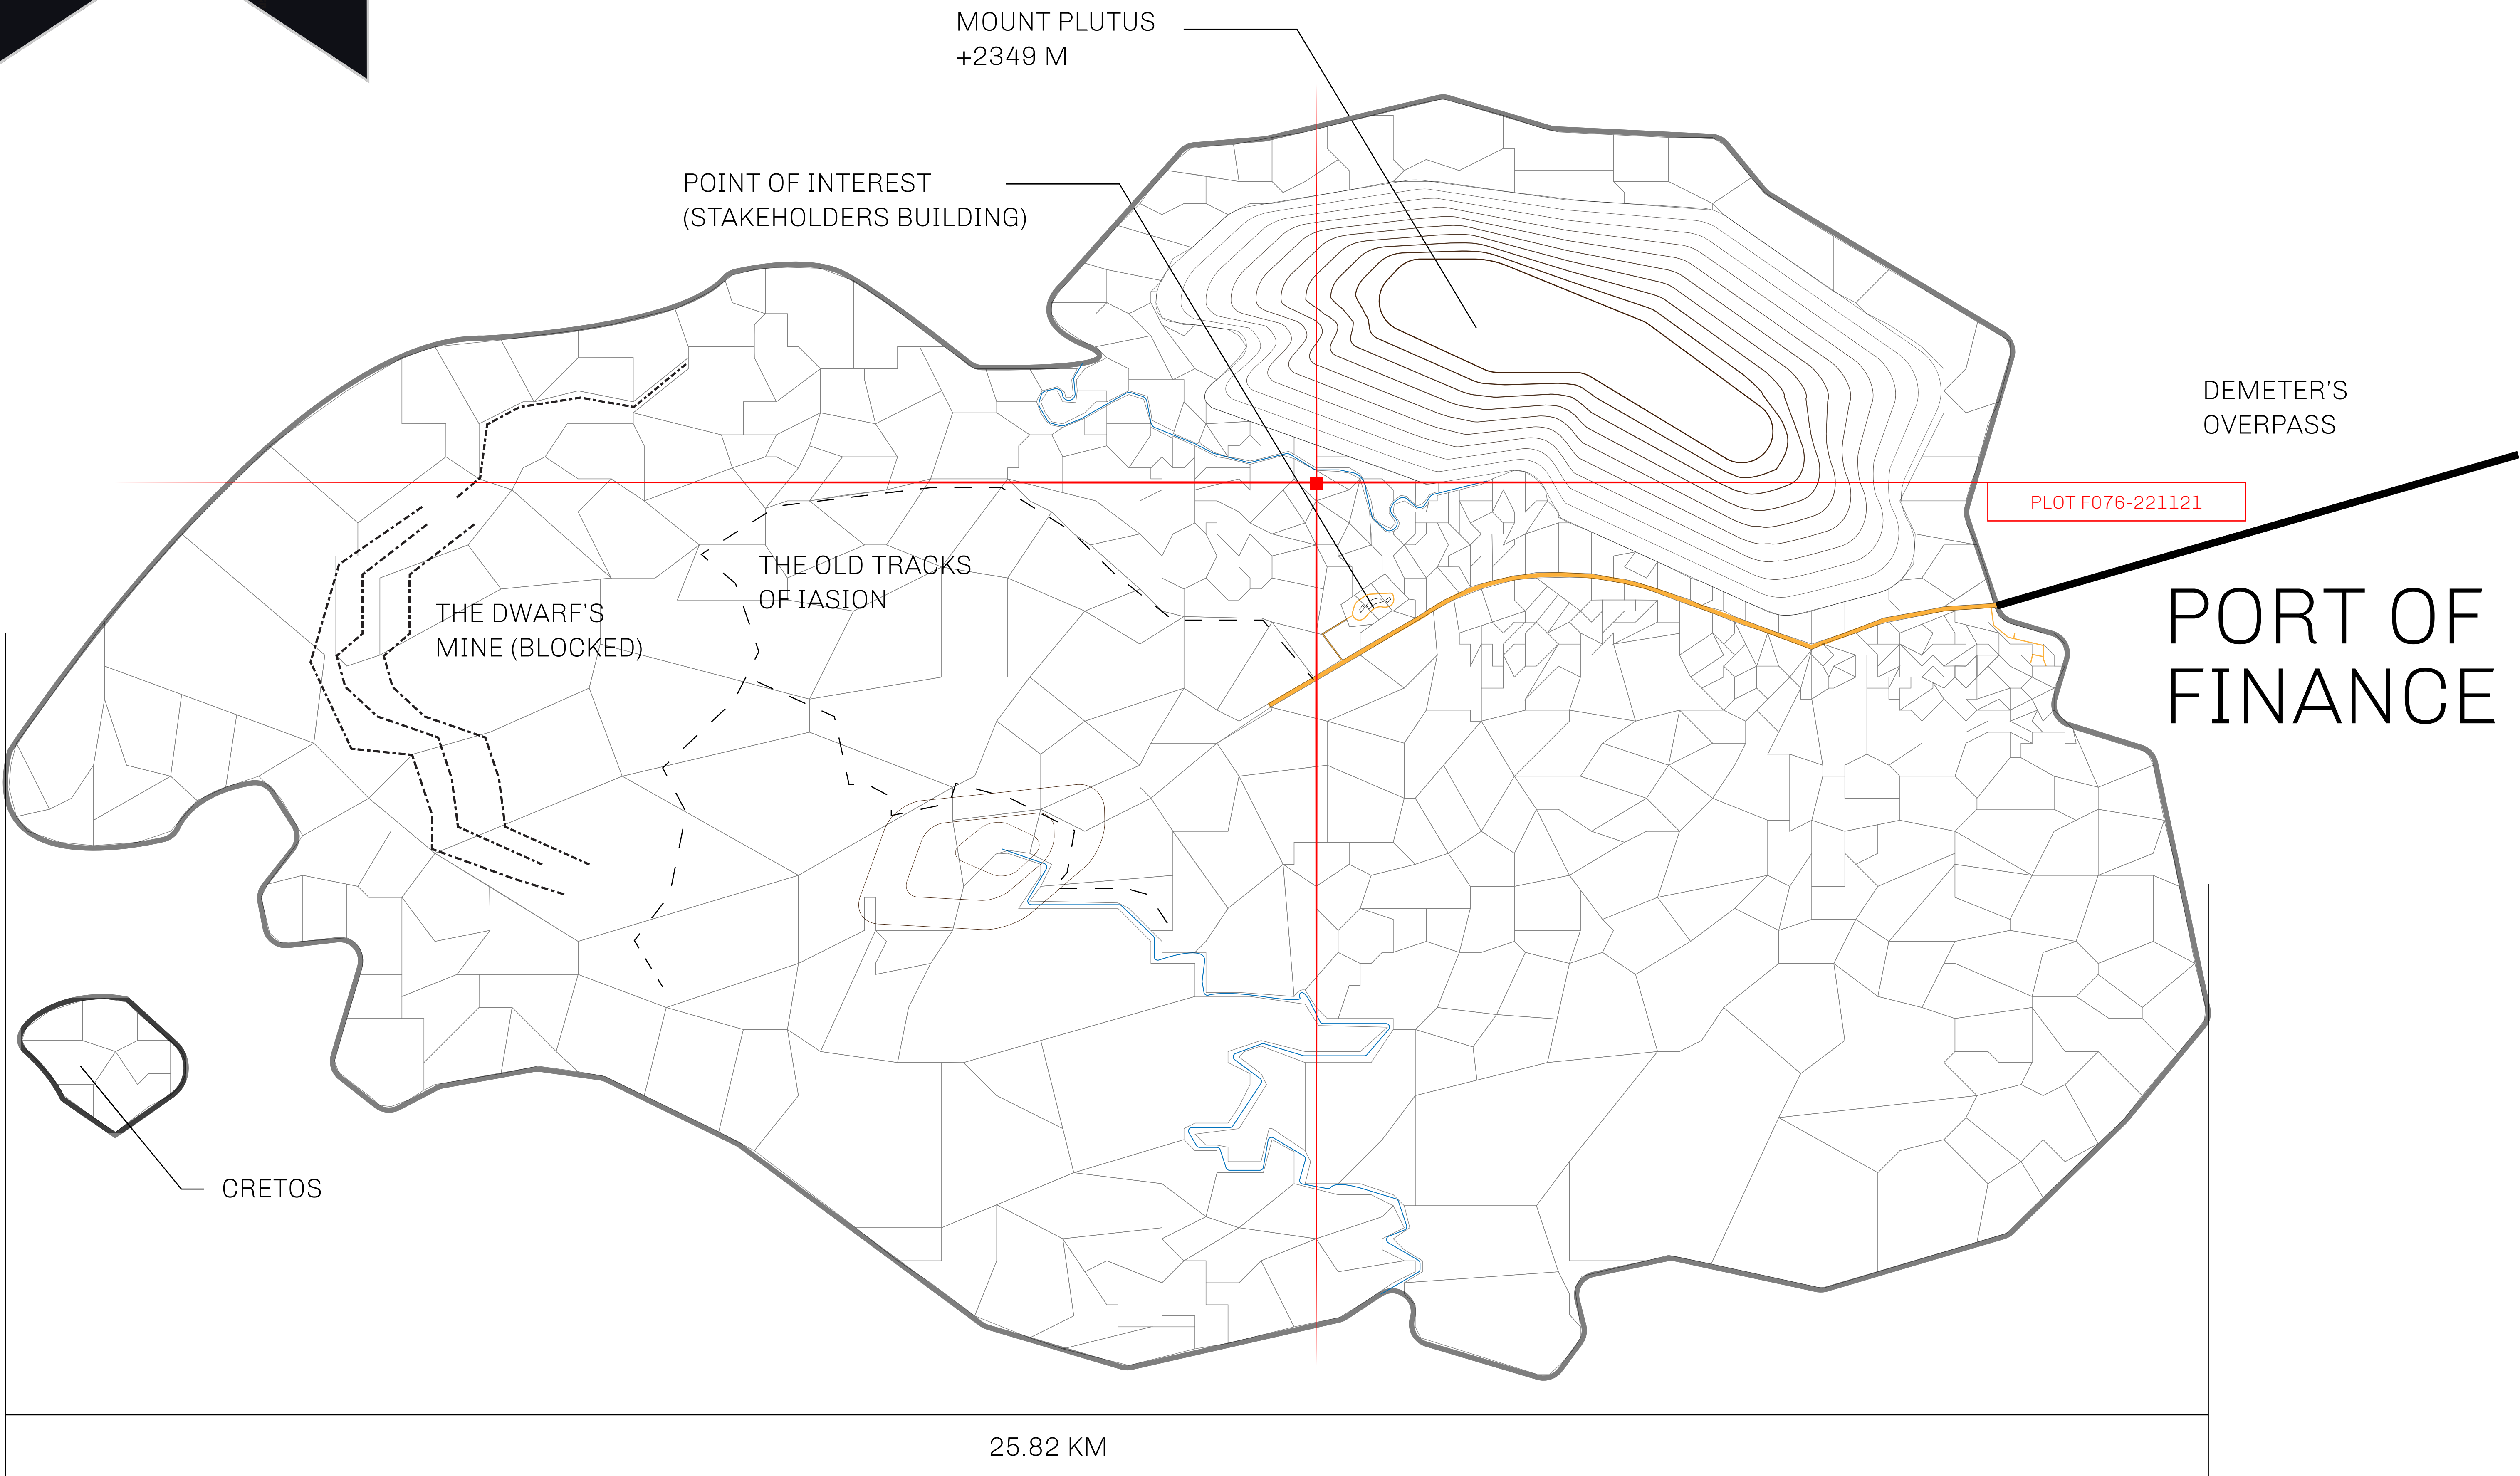 MOUNT PLUTUS
+2349 M
POINT OF INTEREST
(STAKEHOLDERS BUILDING)
DEMETER'S
OVERPASS
PLOT F076-221121
PORT OF
FINANCE
THE OLD TRACKS
OF IASION
THE DWARF'S
MINE (BLOCKED)
CRETOS
25.82 KM